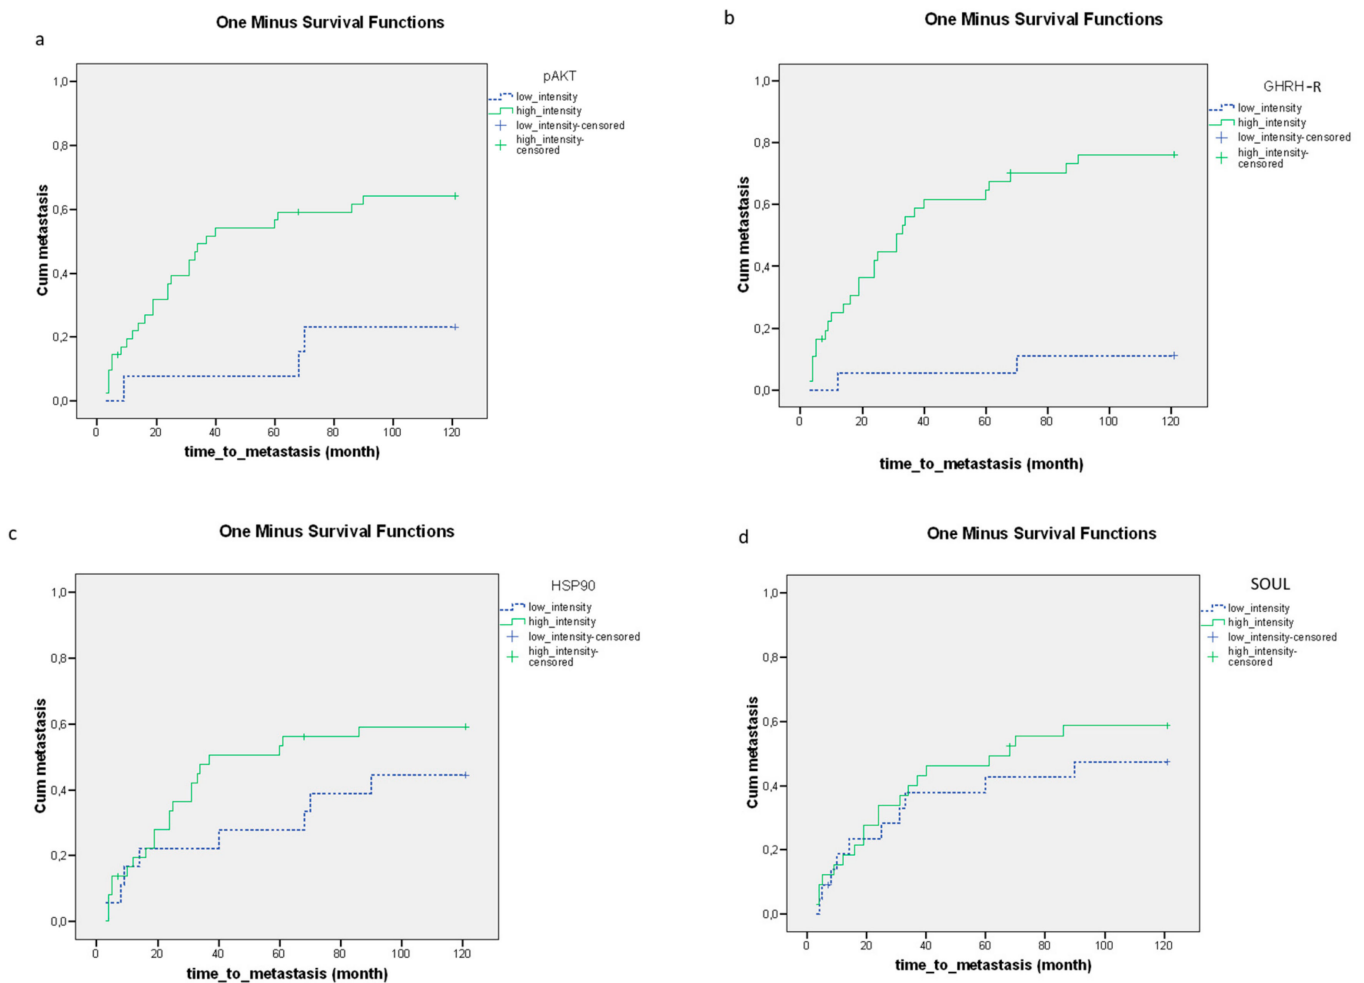 a
One Minus Survival Functions
pAKT
low_intensity
high_intensity
low_intensity-censored
high_intensity-
censored
Cum metastasis
1,0
0,8
0,6
0,4
0,2
0,0
0 20 40 60 80 100 120
time_to_metastasis (month)
b
One Minus Survival Functions
GHRH-R
low_intensity
high_intensity
low_intensity-censored
high_intensity-
censored
Cum metastasis
1,0
0,8
0,6
0,4
0,2
0,0
0 20 40 60 80 100 120
time_to_metastasis (month)
c
One Minus Survival Functions
HSP90
low_intensity
high_intensity
low_intensity-censored
high_intensity-
censored
Cum metastasis
1,0
0,8
0,6
0,4
0,2
0,0
0 20 40 60 80 100 120
time_to_metastasis (month)
d
One Minus Survival Functions
SOUL
low_intensity
high_intensity
low_intensity-censored
high_intensity-
censored
Cum metastasis
1,0
0,8
0,6
0,4
0,2
0,0
0 20 40 60 80 100 120
time_to_metastasis (month)